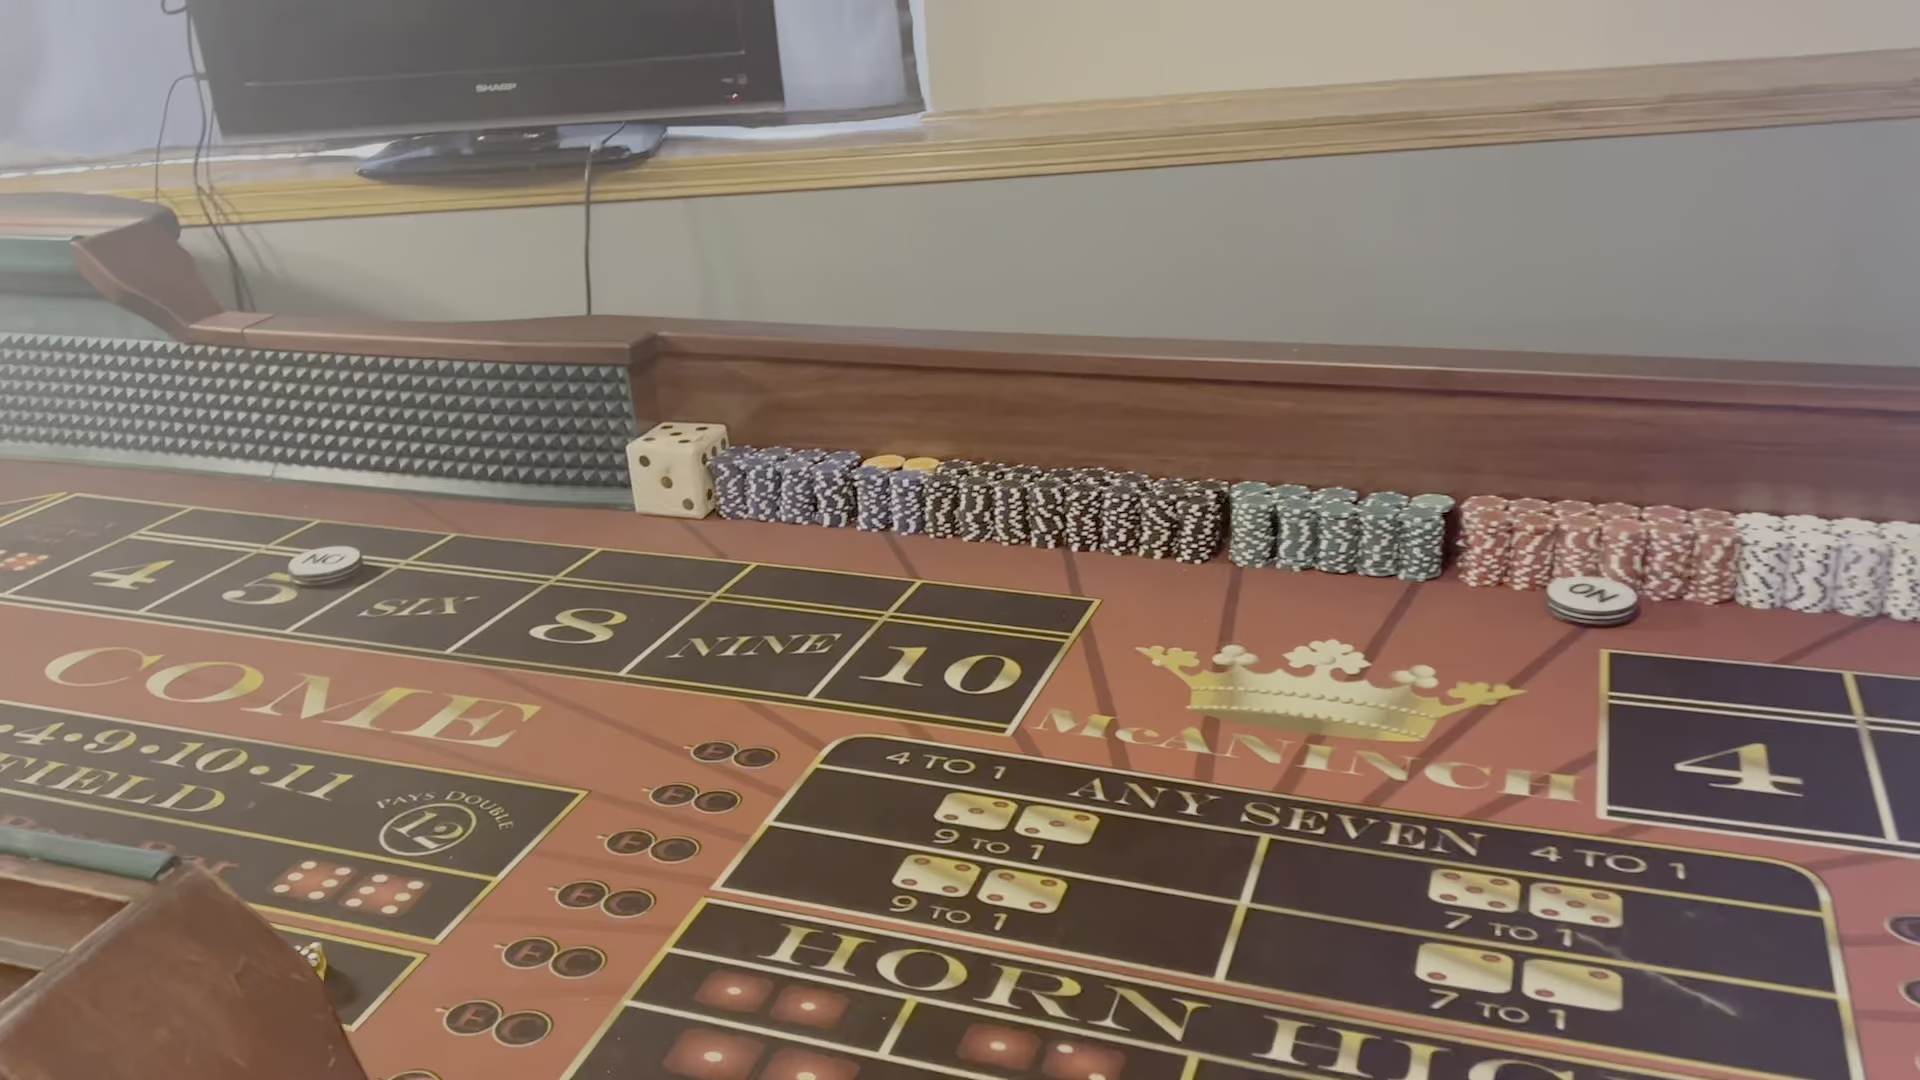 SHARP
NO
ON
4
5
SIX
8
NINE
10
COME
4•9•10•11
FIELD
PAYS DOUBLE
12
E C
E C
E C
E C
E C
E C
McANINCH
4
4 TO 1 ANY SEVEN 4 TO 1
9 TO 1
7 TO 1
9 TO 1
7 TO 1
HORN